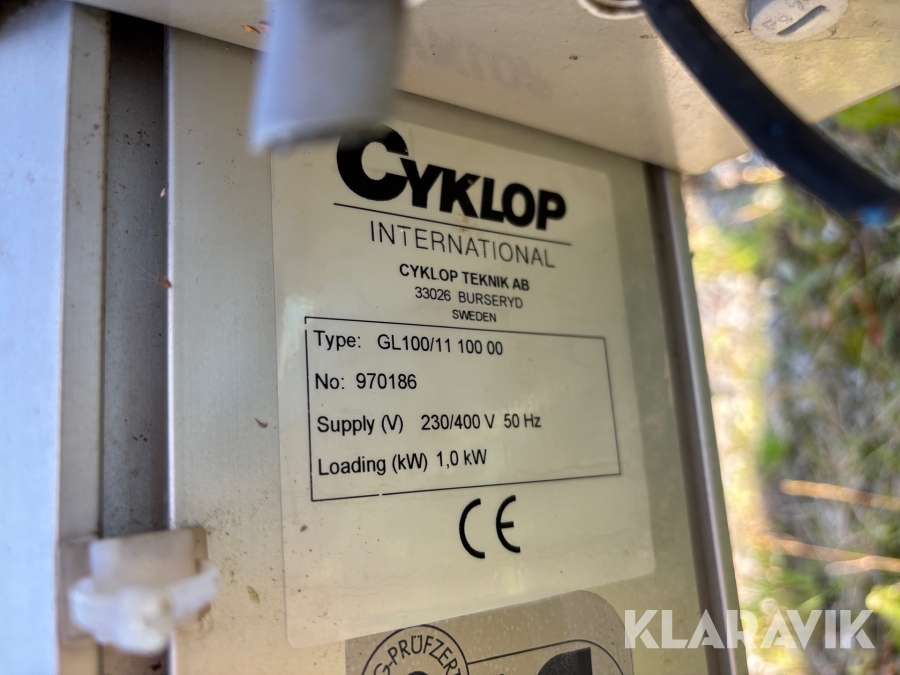 CYKLOP
INTERNATIONAL
CYKLOP TEKNIK AB
33026 BURSERYD
SWEDEN
Type: GL100/11 100 00
No: 970186
Supply (V) 230/400 V 50 Hz
Loading (kW) 1,0 kW
CE
G-PRÜFZERT
KLARAVIK